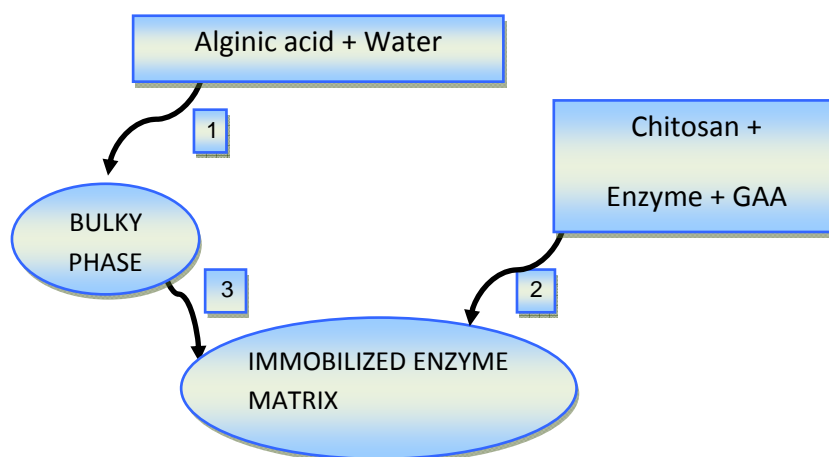 Alginic acid + Water
1
Chitosan +
Enzyme + GAA
BULKY
PHASE
3
2
IMMOBILIZED ENZYME
MATRIX